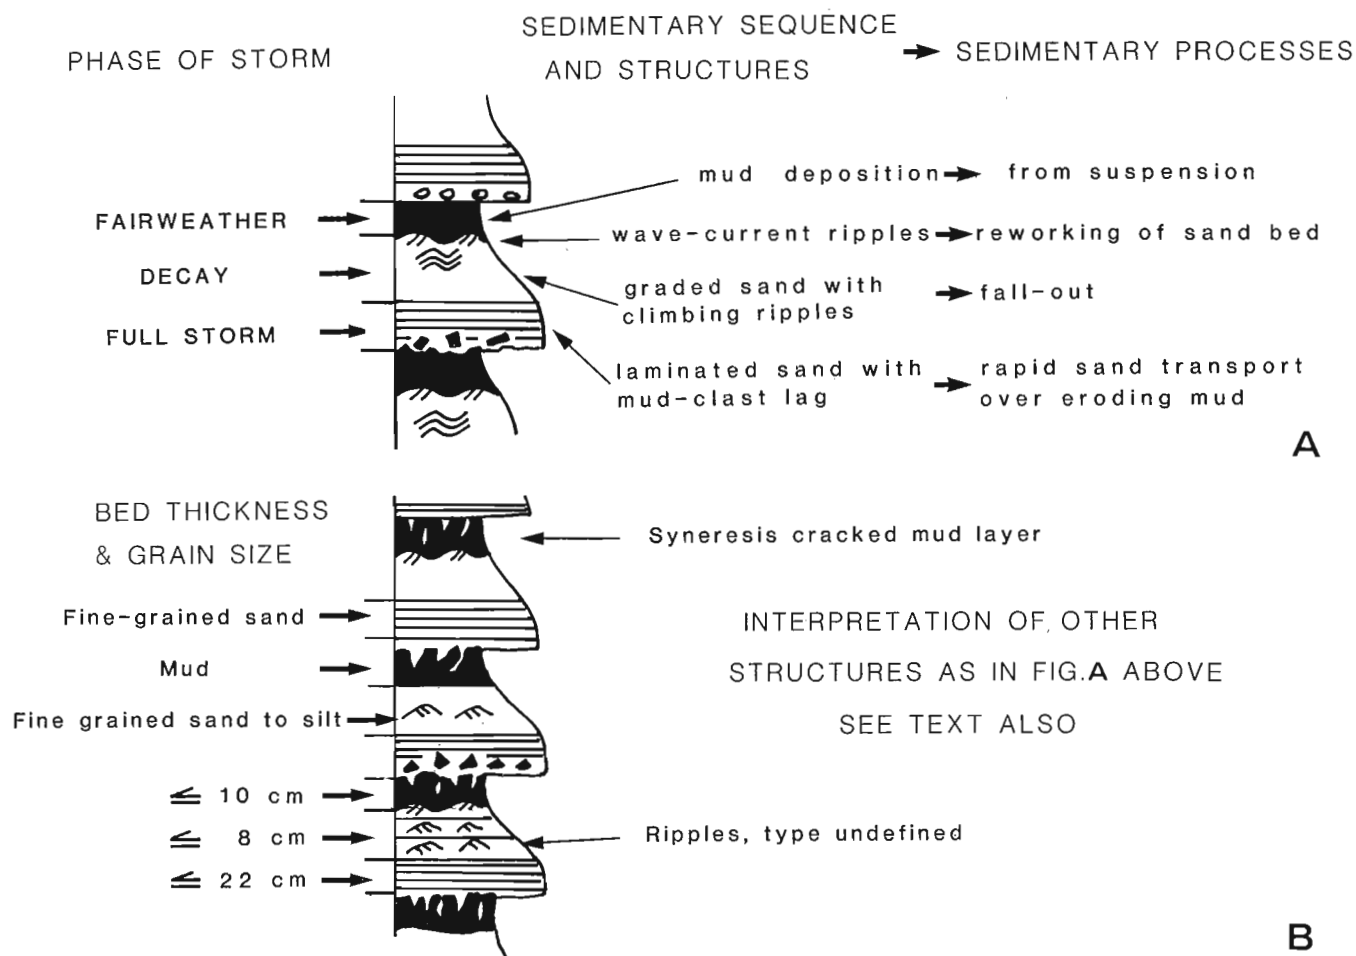 PHASE OF STORM
SEDIMENTARY SEQUENCE
AND STRUCTURES
SEDIMENTARY PROCESSES
FAIRWEATHER
DECAY
FULL STORM
mud deposition
from suspension
wave-current ripples
reworking of sand bed
graded sand with
climbing ripples
fall-out
laminated sand with
mud-clast lag
rapid sand transport
over eroding mud
A
BED THICKNESS
& GRAIN SIZE
Syneresis cracked mud layer
Fine-grained sand
Mud
Fine grained sand to silt
≦ 10 cm
≦ 8 cm
≦ 22 cm
INTERPRETATION OF OTHER
STRUCTURES AS IN FIG.A ABOVE
SEE TEXT ALSO
Ripples, type undefined
B